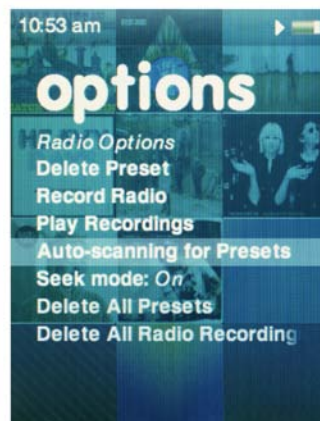 10:53 am
options
Radio Options
Delete Preset
Record Radio
Play Recordings
Auto-scanning for Presets
Seek mode: On
Delete All Presets
Delete All Radio Recording